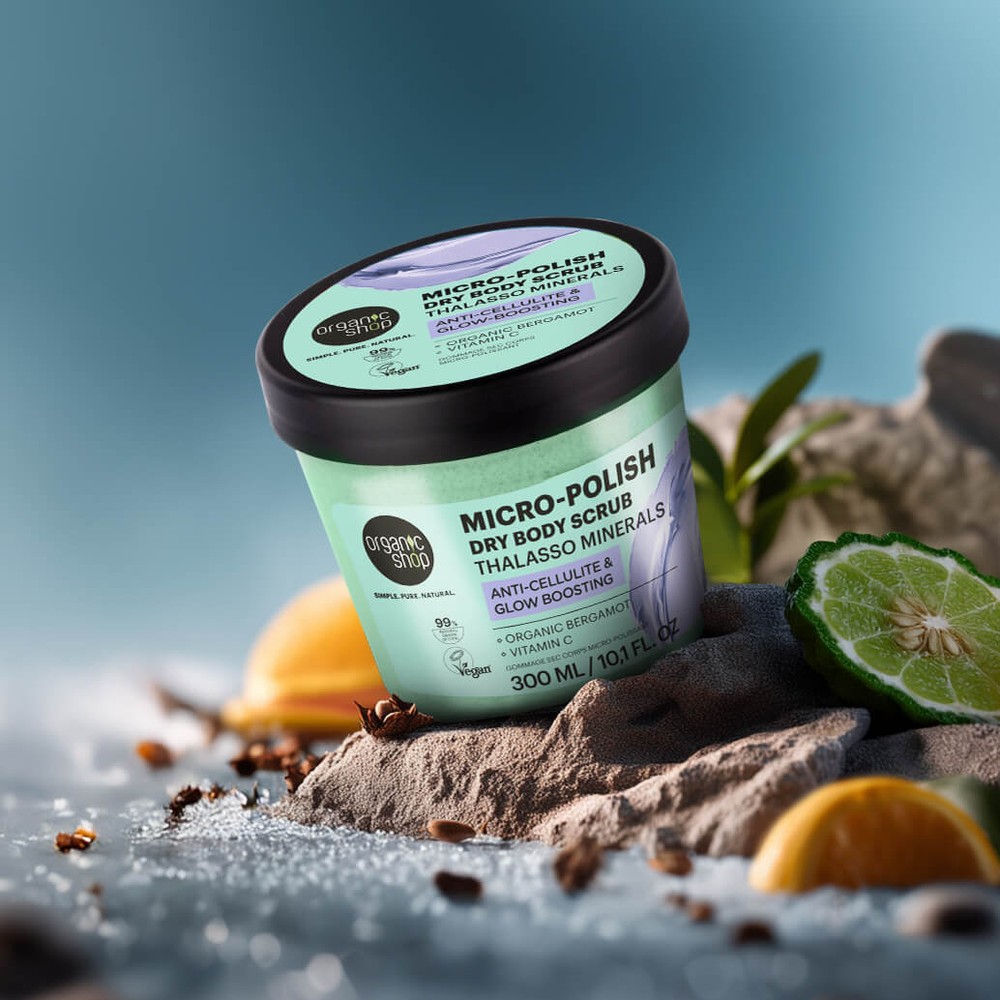 MICRO-POLISH
DRY BODY SCRUB
THALASSO MINERALS
ANTI-CELLULITE &
GLOW-BOOSTING
• ORGANIC BERGAMOT
• VITAMIN C
GOMMAGE SEC CORPS
MICRO-POLISSANT
organic
shop
SIMPLE. PURE. NATURAL.
99%
Vegan
MICRO-POLISH
DRY BODY SCRUB
THALASSO MINERALS
ANTI-CELLULITE &
GLOW BOOSTING
• ORGANIC BERGAMOT
• VITAMIN C
300 ML / 10,1 FL. OZ
organic
shop
SIMPLE. PURE. NATURAL.
99%
Vegan